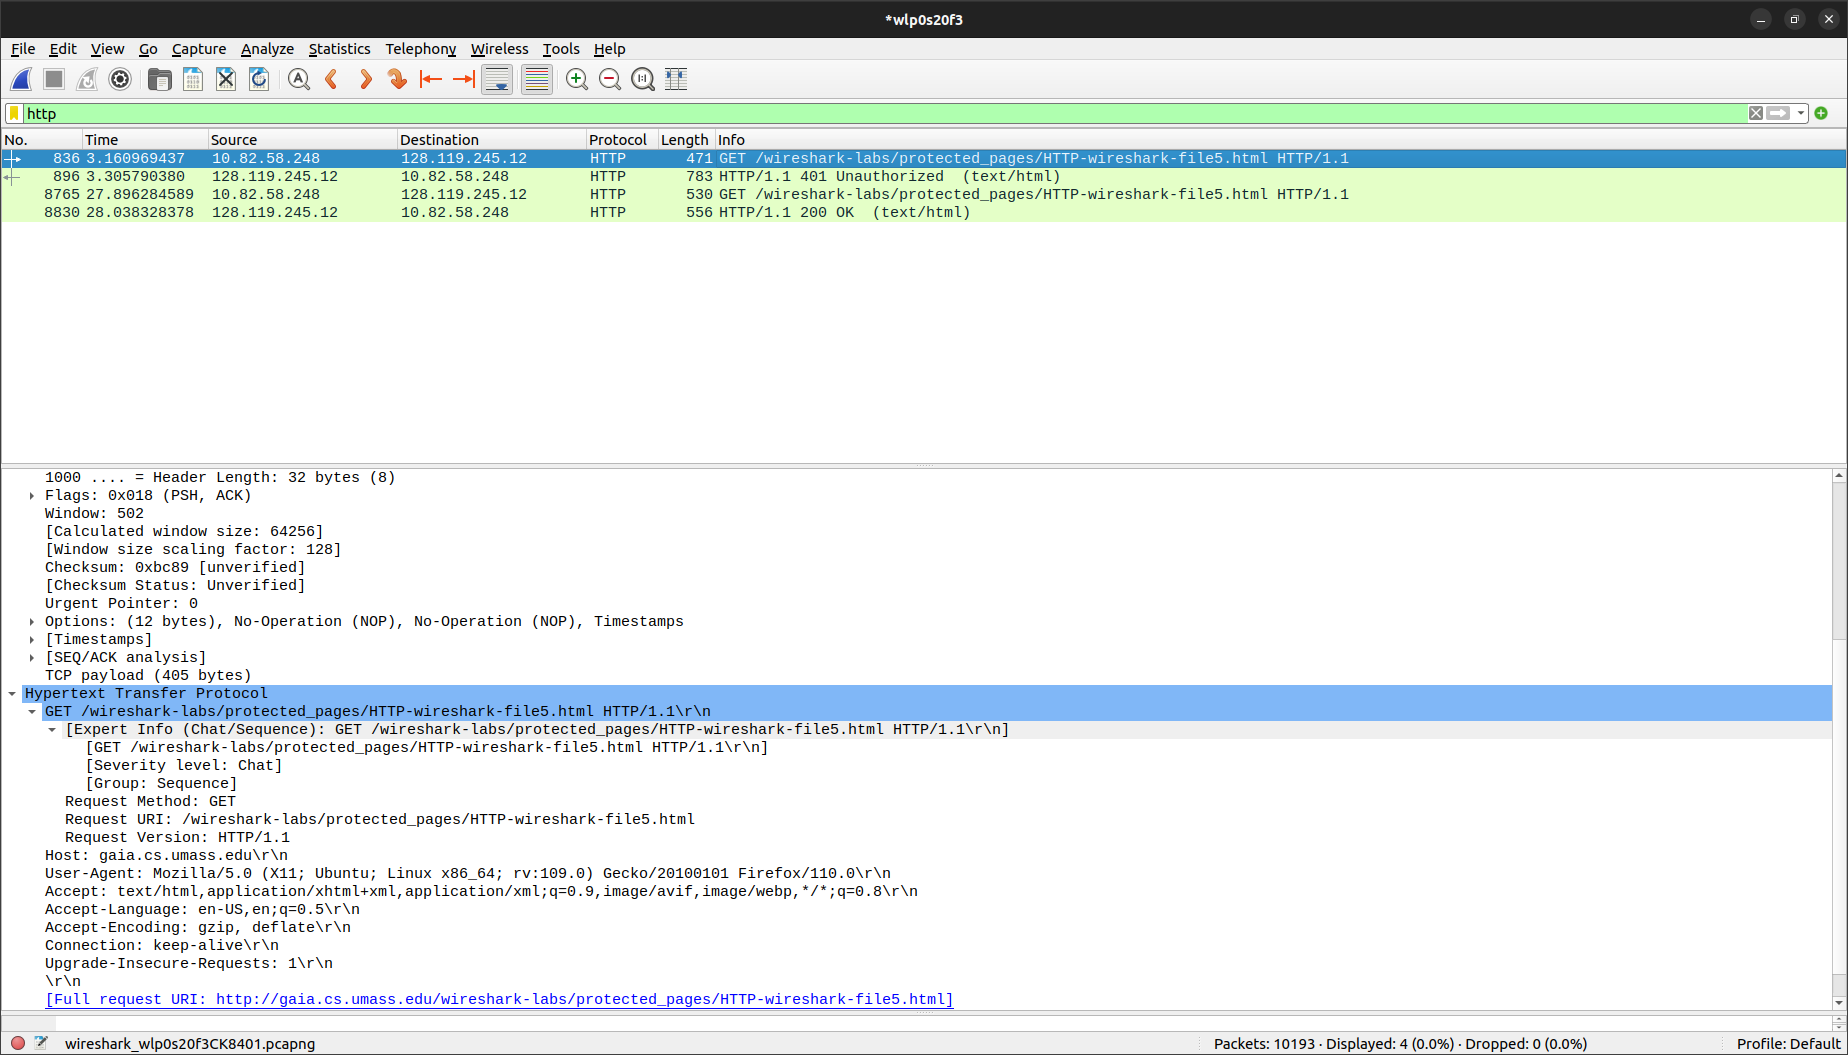 *wlp0s20f3
File Edit View Go Capture Analyze Statistics Telephony Wireless Tools Help
http
No. Time Source Destination Protocol Length Info
836 3.160969437 10.82.58.248 128.119.245.12 HTTP 471 GET /wireshark-labs/protected_pages/HTTP-wireshark-file5.html HTTP/1.1
896 3.305790380 128.119.245.12 10.82.58.248 HTTP 783 HTTP/1.1 401 Unauthorized  (text/html)
8765 27.896284589 10.82.58.248 128.119.245.12 HTTP 530 GET /wireshark-labs/protected_pages/HTTP-wireshark-file5.html HTTP/1.1
8830 28.038328378 128.119.245.12 10.82.58.248 HTTP 556 HTTP/1.1 200 OK  (text/html)
1000 .... = Header Length: 32 bytes (8)
Flags: 0x018 (PSH, ACK)
Window: 502
[Calculated window size: 64256]
[Window size scaling factor: 128]
Checksum: 0xbc89 [unverified]
[Checksum Status: Unverified]
Urgent Pointer: 0
Options: (12 bytes), No-Operation (NOP), No-Operation (NOP), Timestamps
[Timestamps]
[SEQ/ACK analysis]
TCP payload (405 bytes)
Hypertext Transfer Protocol
GET /wireshark-labs/protected_pages/HTTP-wireshark-file5.html HTTP/1.1\r\n
[Expert Info (Chat/Sequence): GET /wireshark-labs/protected_pages/HTTP-wireshark-file5.html HTTP/1.1\r\n]
[GET /wireshark-labs/protected_pages/HTTP-wireshark-file5.html HTTP/1.1\r\n]
[Severity level: Chat]
[Group: Sequence]
Request Method: GET
Request URI: /wireshark-labs/protected_pages/HTTP-wireshark-file5.html
Request Version: HTTP/1.1
Host: gaia.cs.umass.edu\r\n
User-Agent: Mozilla/5.0 (X11; Ubuntu; Linux x86_64; rv:109.0) Gecko/20100101 Firefox/110.0\r\n
Accept: text/html,application/xhtml+xml,application/xml;q=0.9,image/avif,image/webp,*/*;q=0.8\r\n
Accept-Language: en-US,en;q=0.5\r\n
Accept-Encoding: gzip, deflate\r\n
Connection: keep-alive\r\n
Upgrade-Insecure-Requests: 1\r\n
\r\n
[Full request URI: http://gaia.cs.umass.edu/wireshark-labs/protected_pages/HTTP-wireshark-file5.html]
wireshark_wlp0s20f3CK8401.pcapng Packets: 10193 · Displayed: 4 (0.0%) · Dropped: 0 (0.0%) Profile: Default